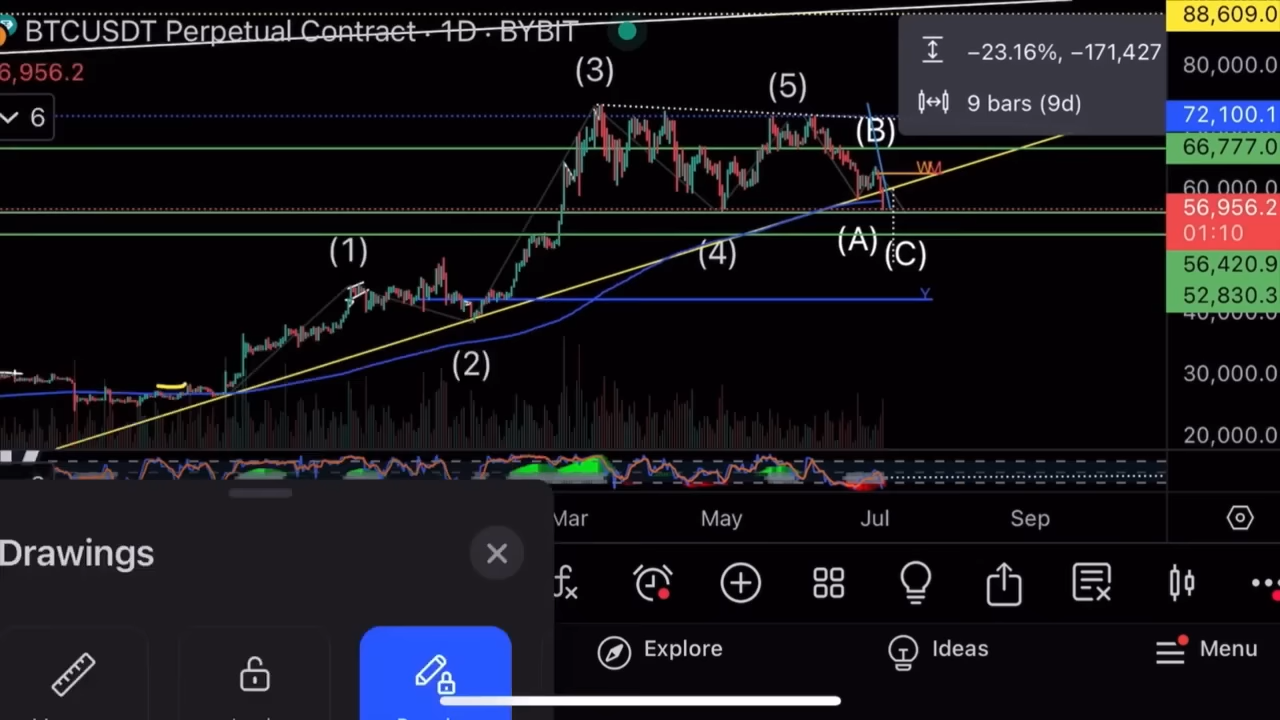 BTCUSDT Perpetual Contract · 1D · BYBIT
6,956.2
6
−23.16%, −171,427
9 bars (9d)
88,609.0
80,000.0
72,100.1
66,777.0
60,000.0
56,956.2
01:10
56,420.9
52,830.3
40,000.0
30,000.0
20,000.0
(1)
(2)
(3)
(4)
(5)
(A)
(B)
(C)
W
M
Y
Mar
May
Jul
Sep
Drawings
Explore
Ideas
Menu